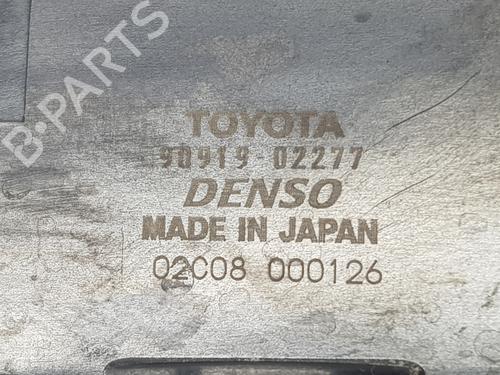 B-PARTS
TOYOTA
90919-02277
DENSO
MADE IN JAPAN
02C08 000126